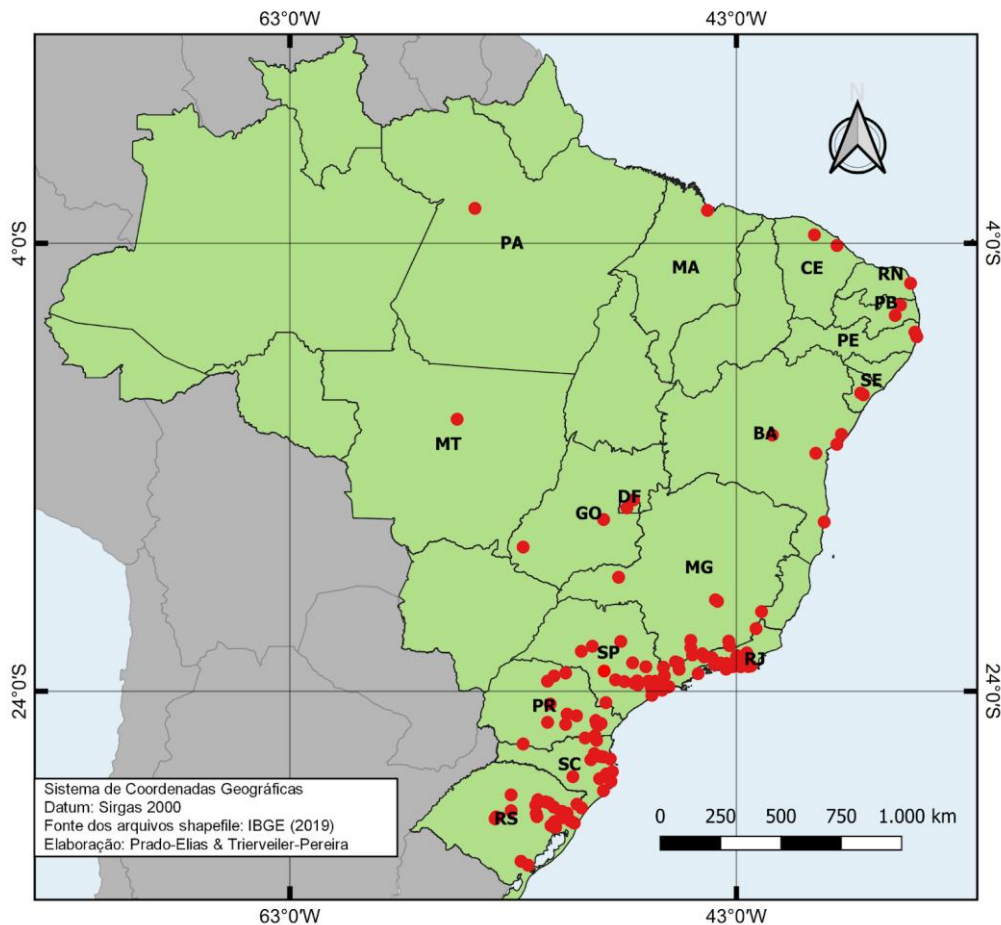 63°0'W 43°0'W
N
4°0'S 4°0'S
PA
MA
CE
RN
PB
PE
SE
MT
BA
DF
GO
MG
SP
RJ
24°0'S 24°0'S
PR
SC
RS
Sistema de Coordenadas Geográficas
Datum: Sirgas 2000
Fonte dos arquivos shapefile: IBGE (2019)
Elaboração: Prado-Elias & Trierveiler-Pereira
0 250 500 750 1.000 km
63°0'W 43°0'W